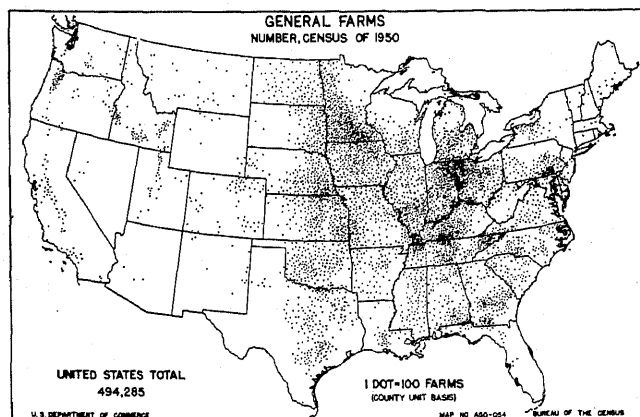 GENERAL FARMS
NUMBER, CENSUS OF 1950
UNITED STATES TOTAL
494,285
1 DOT=100 FARMS
(COUNTY UNIT BASIS)
U. S. DEPARTMENT OF COMMERCE
MAP NO. A50-054
BUREAU OF THE CENSUS